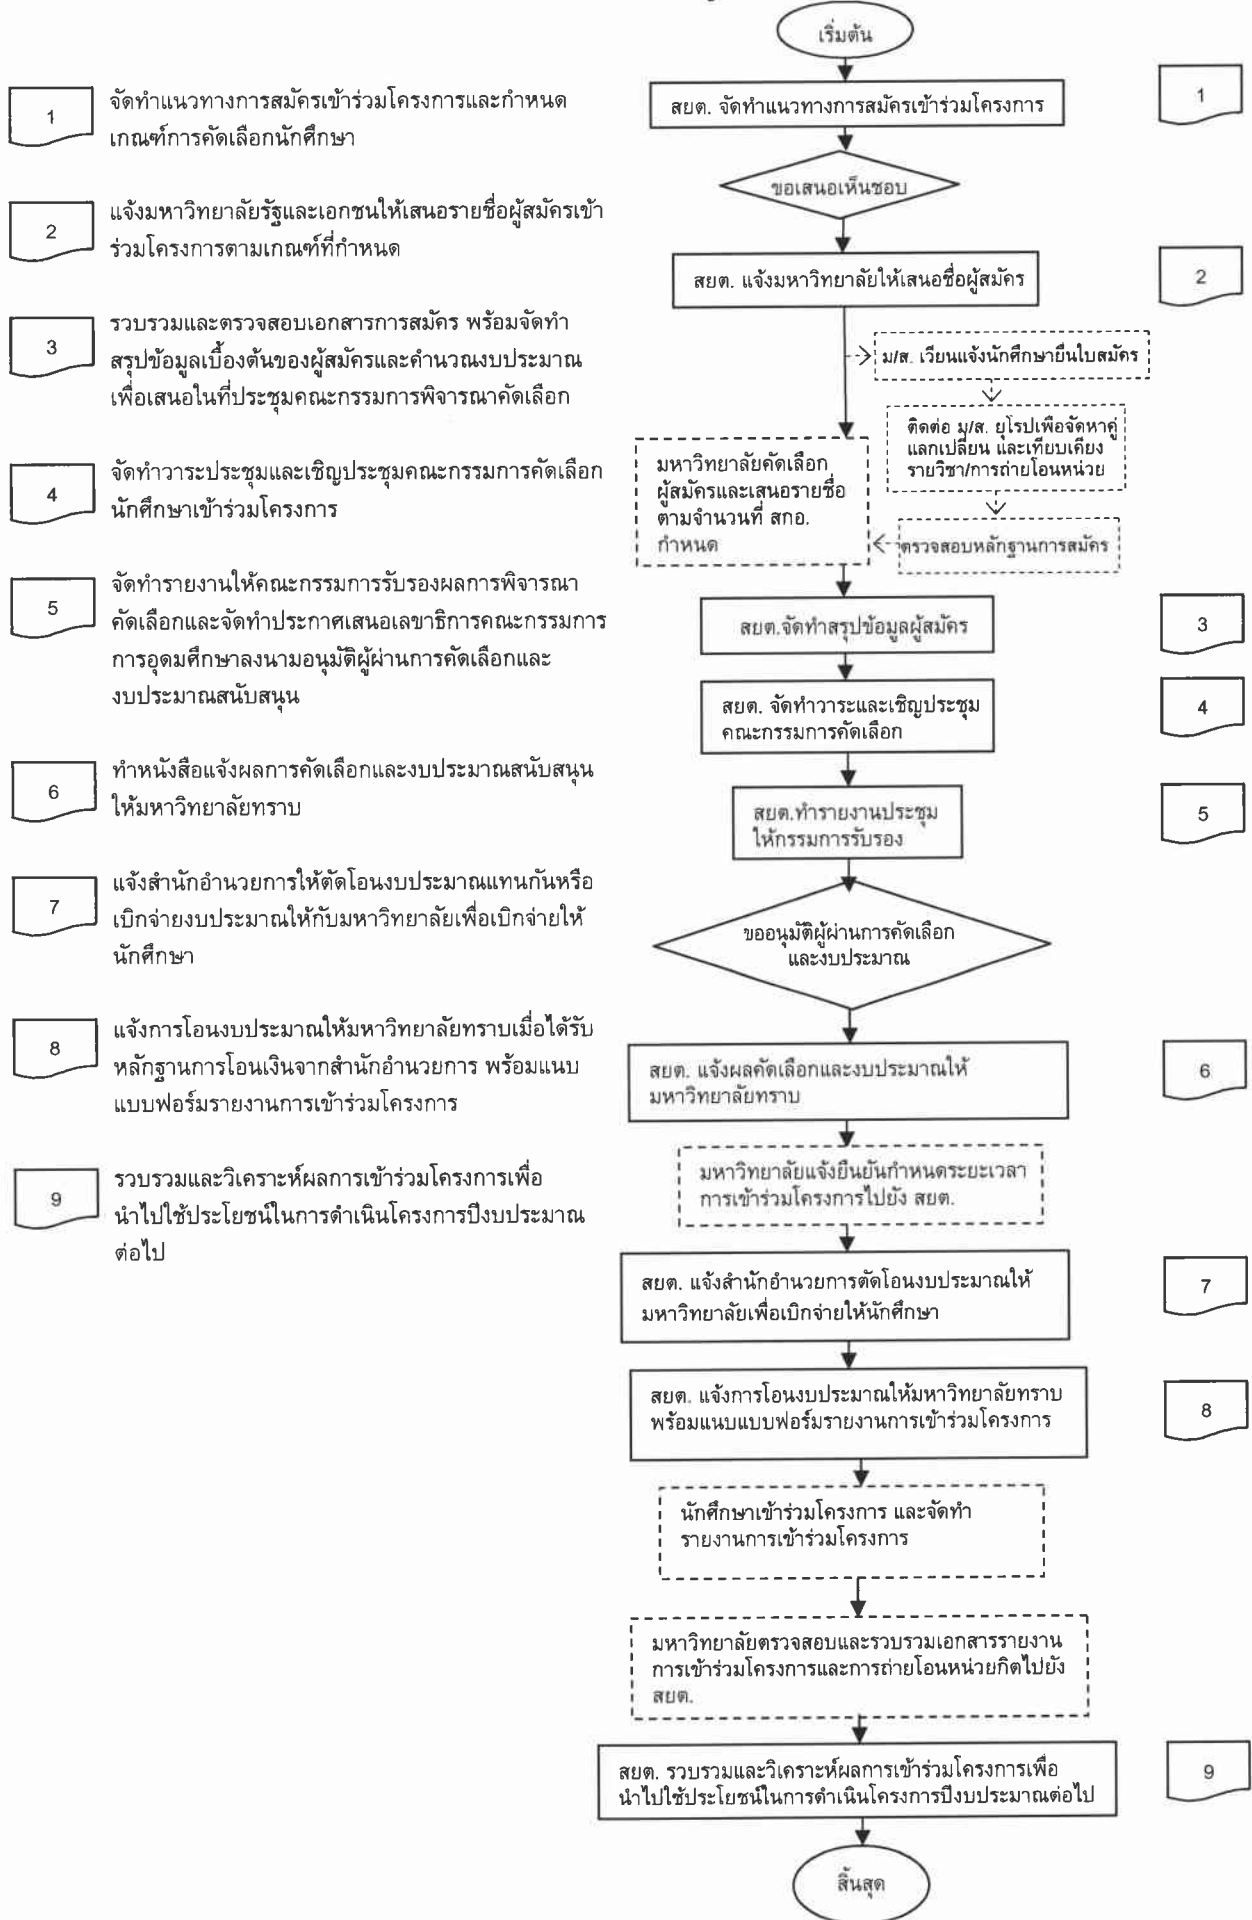 1
จัดทำแนวทางการสมัครเข้าร่วมโครงการและกำหนด
เกณฑ์การคัดเลือกนักศึกษา
2
แจ้งมหาวิทยาลัยรัฐและเอกชนให้เสนอรายชื่อผู้สมัครเข้า
ร่วมโครงการตามเกณฑ์ที่กำหนด
3
รวบรวมและตรวจสอบเอกสารการสมัคร พร้อมจัดทำ
สรุปข้อมูลเบื้องต้นของผู้สมัครและคำนวณงบประมาณ
เพื่อเสนอในที่ประชุมคณะกรรมการพิจารณาคัดเลือก
4
จัดทำวาระประชุมและเชิญประชุมคณะกรรมการคัดเลือก
นักศึกษาเข้าร่วมโครงการ
5
จัดทำรายงานให้คณะกรรมการรับรองผลการพิจารณา
คัดเลือกและจัดทำประกาศเสนอเลขาธิการคณะกรรมการ
การอุดมศึกษาลงนามอนุมัติผู้ผ่านการคัดเลือกและ
งบประมาณสนับสนุน
6
ทำหนังสือแจ้งผลการคัดเลือกและงบประมาณสนับสนุน
ให้มหาวิทยาลัยทราบ
7
แจ้งสำนักอำนวยการให้ตัดโอนงบประมาณแทนกันหรือ
เบิกจ่ายงบประมาณให้กับมหาวิทยาลัยเพื่อเบิกจ่ายให้
นักศึกษา
8
แจ้งการโอนงบประมาณให้มหาวิทยาลัยทราบเมื่อได้รับ
หลักฐานการโอนเงินจากสำนักอำนวยการ พร้อมแนบ
แบบฟอร์มรายงานการเข้าร่วมโครงการ
9
รวบรวมและวิเคราะห์ผลการเข้าร่วมโครงการเพื่อ
นำไปใช้ประโยชน์ในการดำเนินโครงการปีงบประมาณ
ต่อไป
เริ่มต้น
สยต. จัดทำแนวทางการสมัครเข้าร่วมโครงการ
1
ขอเสนอเห็นชอบ
สยต. แจ้งมหาวิทยาลัยให้เสนอชื่อผู้สมัคร
2
ม/ส. เวียนแจ้งนักศึกษายื่นใบสมัคร
ติดต่อ ม/ส. ยุโรปเพื่อจัดหาคู่
แลกเปลี่ยน และเทียบเคียง
รายวิชา/การถ่ายโอนหน่วย
ตรวจสอบหลักฐานการสมัคร
มหาวิทยาลัยคัดเลือก
ผู้สมัครและเสนอรายชื่อ
ตามจำนวนที่ สกอ.
กำหนด
สยต.จัดทำสรุปข้อมูลผู้สมัคร
3
สยต. จัดทำวาระและเชิญประชุม
คณะกรรมการคัดเลือก
4
สยต.ทำรายงานประชุม
ให้กรรมการรับรอง
5
ขออนุมัติผู้ผ่านการคัดเลือก
และงบประมาณ
สยต. แจ้งผลคัดเลือกและงบประมาณให้
มหาวิทยาลัยทราบ
6
มหาวิทยาลัยแจ้งยืนยันกำหนดระยะเวลา
การเข้าร่วมโครงการไปยัง สยต.
สยต. แจ้งสำนักอำนวยการตัดโอนงบประมาณให้
มหาวิทยาลัยเพื่อเบิกจ่ายให้นักศึกษา
7
สยต. แจ้งการโอนงบประมาณให้มหาวิทยาลัยทราบ
พร้อมแนบแบบฟอร์มรายงานการเข้าร่วมโครงการ
8
นักศึกษาเข้าร่วมโครงการ และจัดทำ
รายงานการเข้าร่วมโครงการ
มหาวิทยาลัยตรวจสอบและรวบรวมเอกสารรายงาน
การเข้าร่วมโครงการและการถ่ายโอนหน่วยกิตไปยัง
สยต.
สยต. รวบรวมและวิเคราะห์ผลการเข้าร่วมโครงการเพื่อ
นำไปใช้ประโยชน์ในการดำเนินโครงการปีงบประมาณต่อไป
9
สิ้นสุด